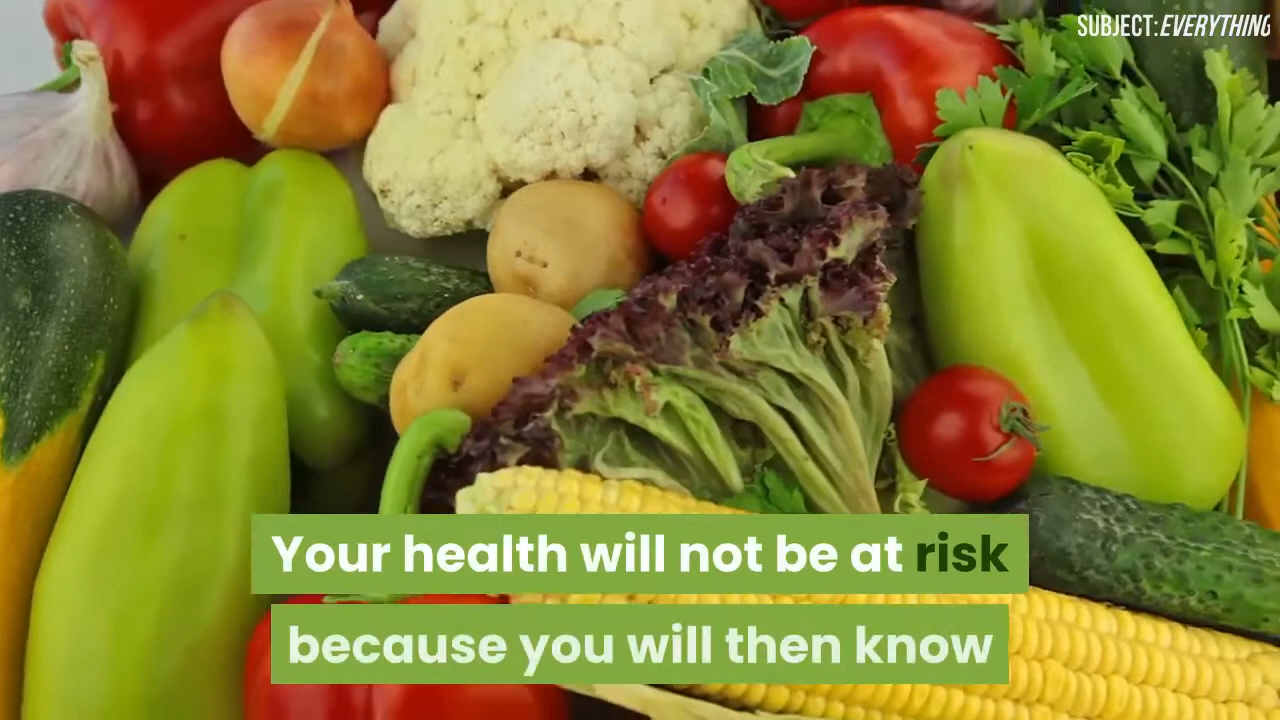 SUBJECT:EVERYTHING
Your health will not be at risk
because you will then know